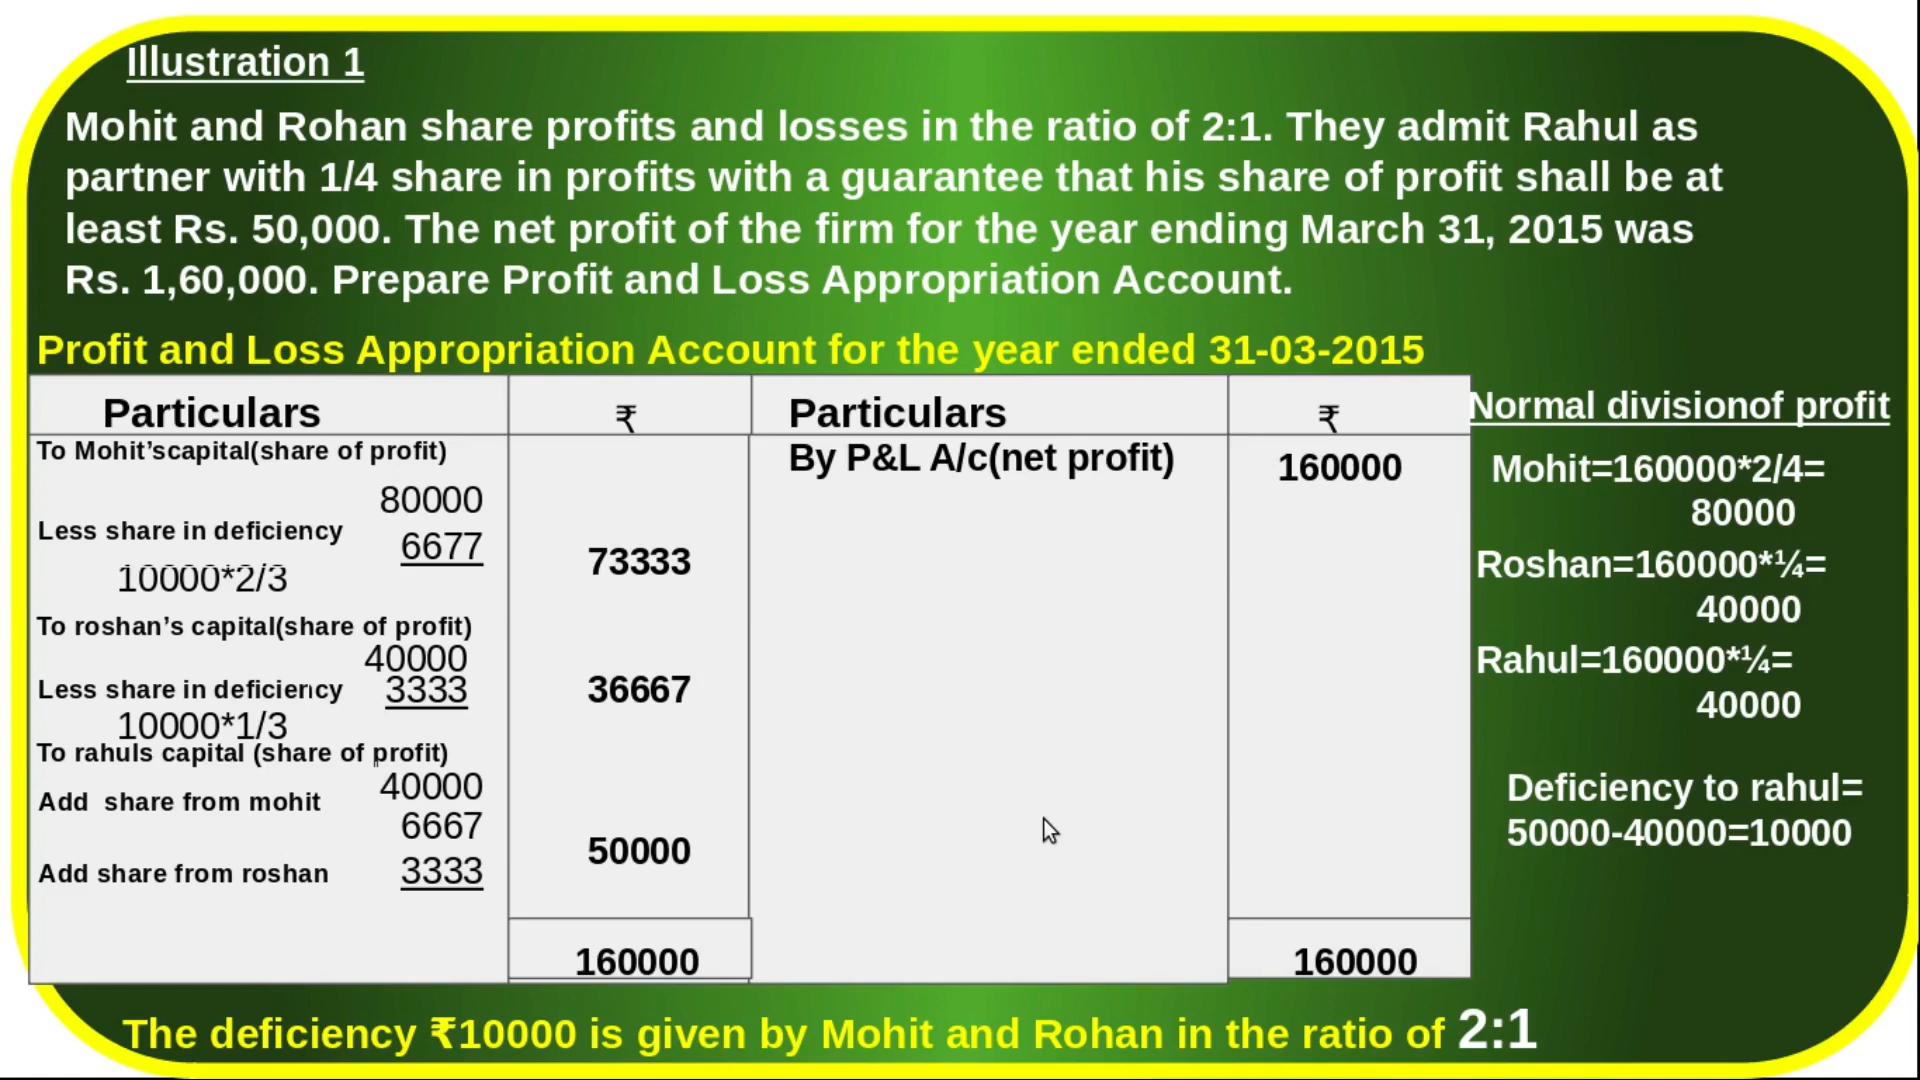 Illustration 1
Mohit and Rohan share profits and losses in the ratio of 2:1. They admit Rahul as
partner with 1/4 share in profits with a guarantee that his share of profit shall be at
least Rs. 50,000. The net profit of the firm for the year ending March 31, 2015 was
Rs. 1,60,000. Prepare Profit and Loss Appropriation Account.
Profit and Loss Appropriation Account for the year ended 31-03-2015
Particulars ₹ Particulars ₹
To Mohit’scapital(share of profit)
80000
Less share in deficiency
6677
73333
10000*2/3
To roshan’s capital(share of profit)
40000
Less share in deficiency 3333
36667
10000*1/3
To rahuls capital (share of profit)
40000
Add share from mohit
6667
50000
Add share from roshan 3333
160000
By P&L A/c(net profit) 160000
160000
Normal divisionof profit
Mohit=160000*2/4=
80000
Roshan=160000*¼=
40000
Rahul=160000*¼=
40000
Deficiency to rahul=
50000-40000=10000
The deficiency ₹10000 is given by Mohit and Rohan in the ratio of 2:1